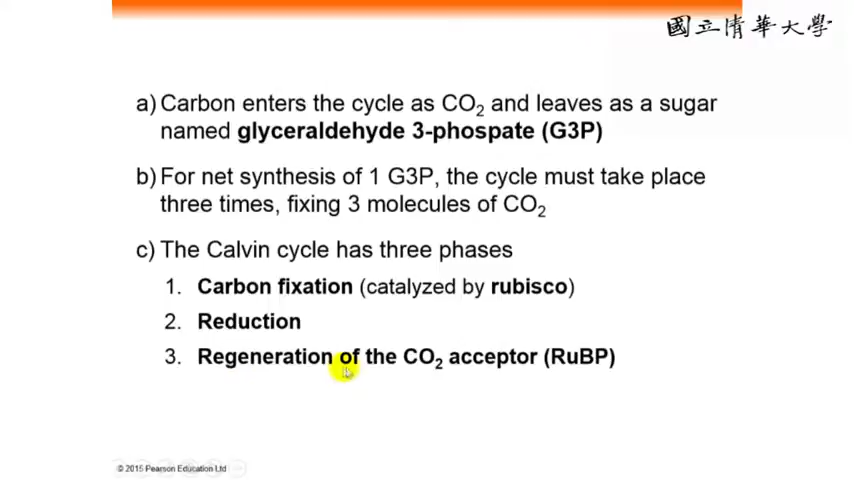 國立清華大學
a) Carbon enters the cycle as CO₂ and leaves as a sugar
named glyceraldehyde 3-phospate (G3P)
b) For net synthesis of 1 G3P, the cycle must take place
three times, fixing 3 molecules of CO₂
c) The Calvin cycle has three phases
1. Carbon fixation (catalyzed by rubisco)
2. Reduction
3. Regeneration of the CO₂ acceptor (RuBP)
© 2015 Pearson Education Ltd